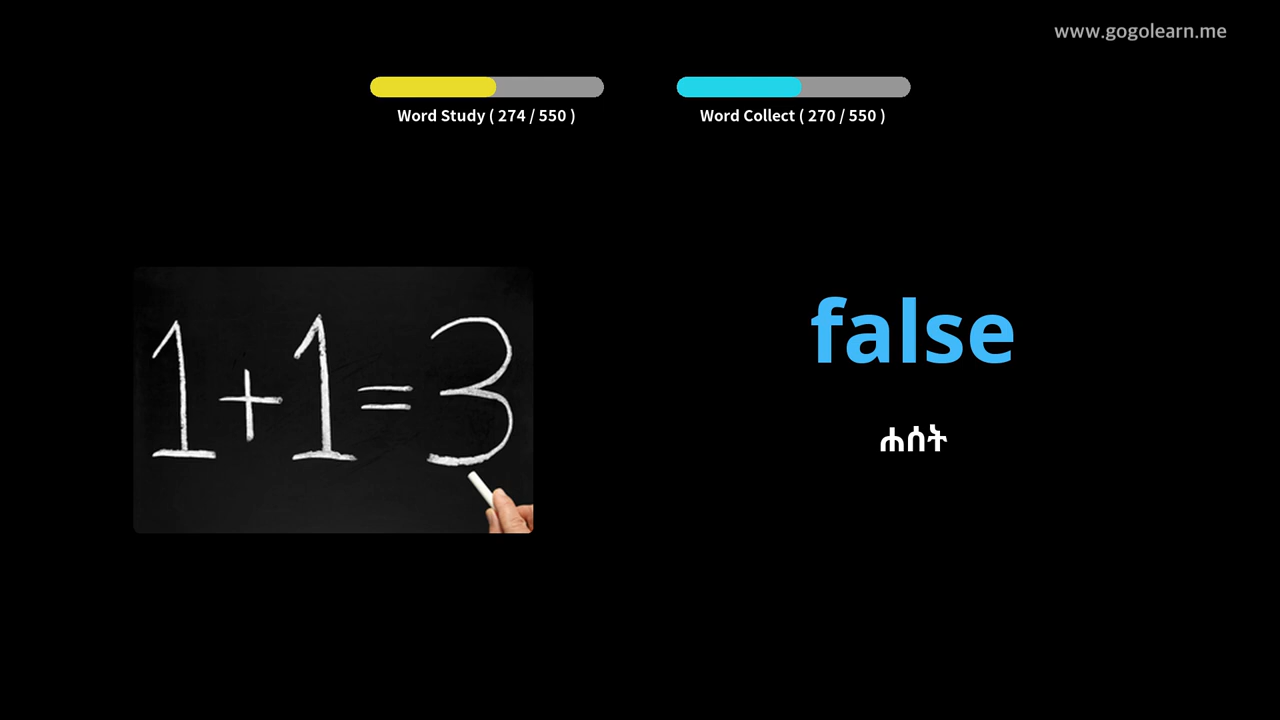 www.gogolearn.me
Word Study ( 274 / 550 )
Word Collect ( 270 / 550 )
1+1=3
false
ሐሰት